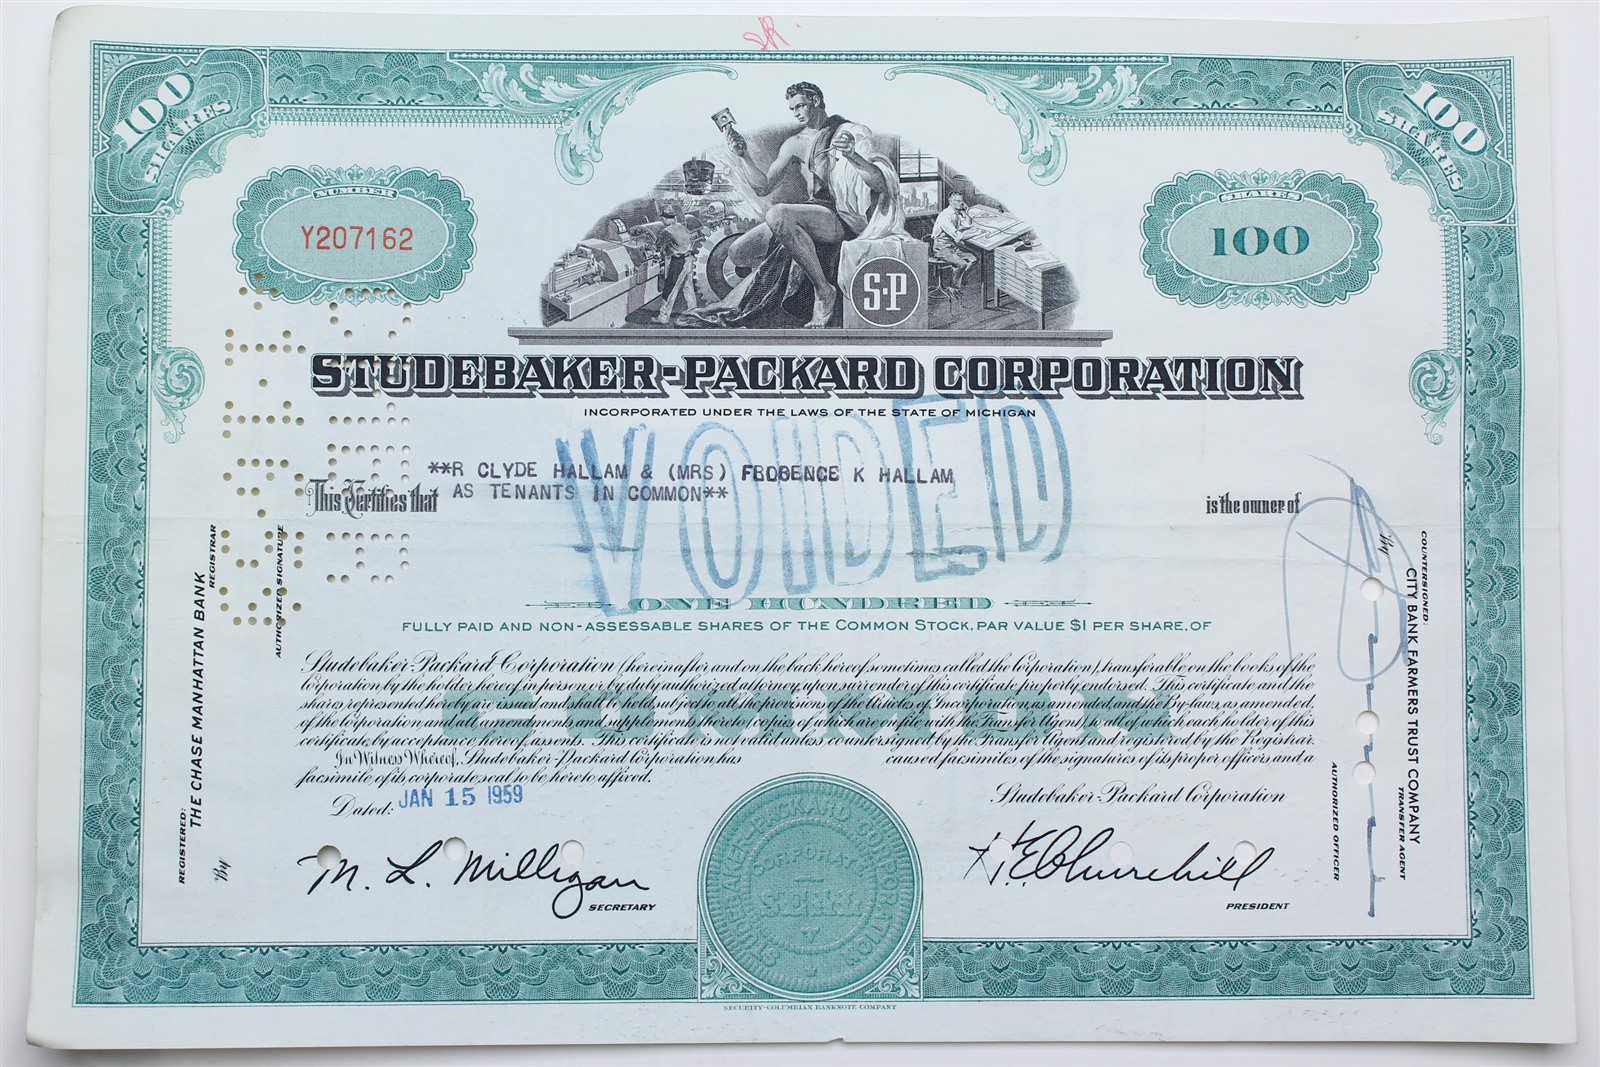 100 SHARES
100 SHARES
NUMBER
Y207162
SHARES
100
S·P
STUDEBAKER-PACKARD CORPORATION
INCORPORATED UNDER THE LAWS OF THE STATE OF MICHIGAN
VOIDED
**R CLYDE HALLAM & (MRS) K HALLAM
AS TENANTS IN COMMON**
This Certifies that
is the owner of
ONE HUNDRED
FULLY PAID AND NON-ASSESSABLE SHARES OF THE COMMON STOCK, PAR VALUE $1 PER SHARE, OF
COMMON
Studebaker-Packard Corporation (hereinafter and on the back hereof sometimes called the Corporation), transferable on the books of the
Corporation by the holder hereof in person or by duly authorized attorney, upon surrender of this certificate properly endorsed. This certificate and the
shares represented hereby are issued and shall be held subject to all the provisions of the Articles of Incorporation, as amended, and the By-laws, as amended,
of the Corporation and all amendments and supplements thereto (copies of which are on file with the Transfer Agent), to all of which each holder of this
certificate, by acceptance hereof, assents. This certificate is not valid unless countersigned by the Transfer Agent and registered by the Registrar.
In Witness Whereof, Studebaker-Packard Corporation has caused facsimiles of the signatures of its proper officers and a
facsimile of its corporate seal to be hereto affixed.
Dated: JAN 15 1959
Studebaker-Packard Corporation
M. L. Milligan
SECRETARY
H E Churchill
PRESIDENT
STUDEBAKER-PACKARD CORPORATION
CORPORATE
SEAL
SECURITY-COLUMBIAN BANKNOTE COMPANY
REGISTERED:
THE CHASE MANHATTAN BANK
REGISTRAR
By
AUTHORIZED SIGNATURE
COUNTERSIGNED:
CITY BANK FARMERS TRUST COMPANY
TRANSFER AGENT
By
AUTHORIZED OFFICER